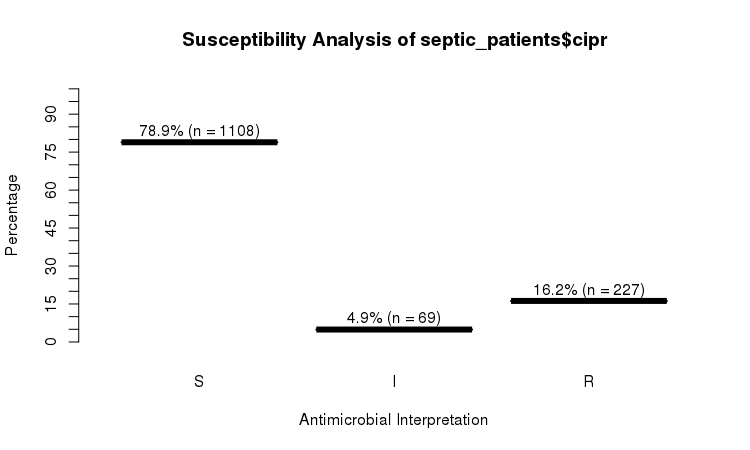 Susceptibility Analysis of septic_patients$cipr
Percentage
90
75
60
45
30
15
0
78.9% (n = 1108)
4.9% (n = 69)
16.2% (n = 227)
S I R
Antimicrobial Interpretation